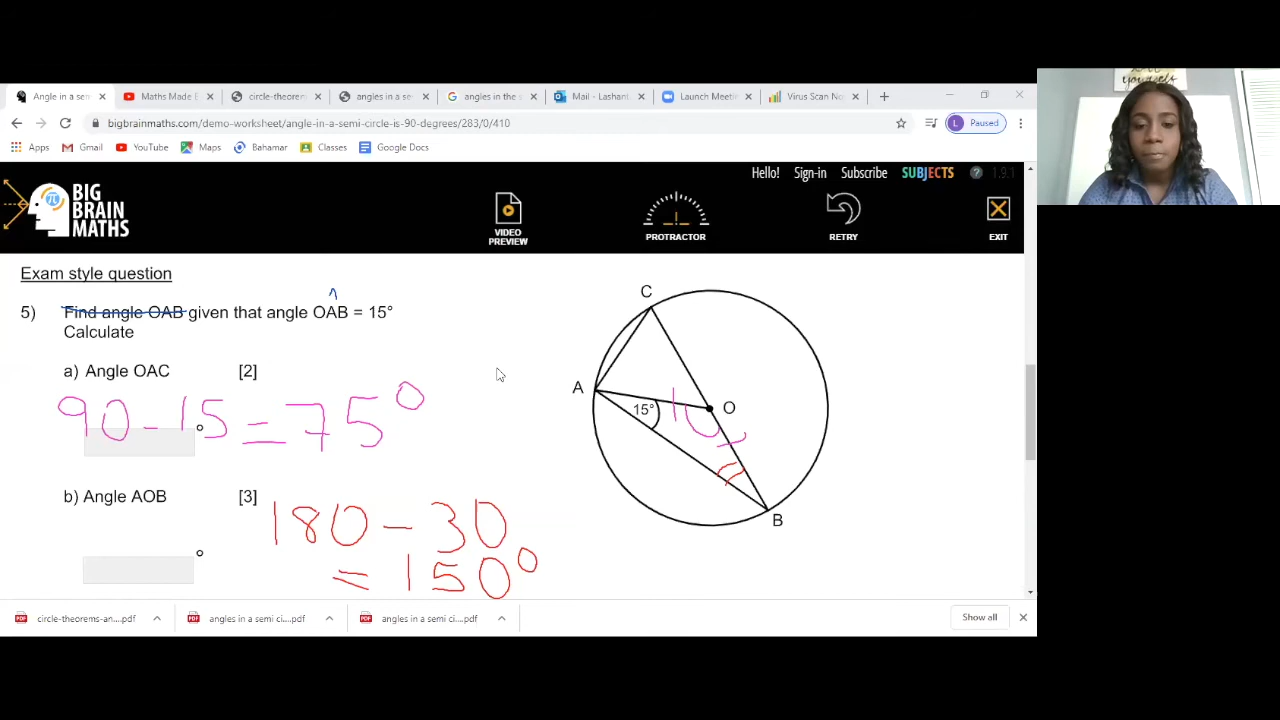 yourself
Angle in a sem
Maths Made E
circle-theorem
angles in a se
angles in the s
Mail - Lashant
Launch Meetin
Virus Scan No
bigbrainmaths.com/demo-worksheet/angle-in-a-semi-circle-is-90-degrees/283/0/410
L Paused
Apps
Gmail
YouTube
Maps
Bahamar
Classes
Google Docs
Hello! Sign-in Subscribe SUBJECTS ? 1.9.1
BIG
BRAIN
MATHS
VIDEO
PREVIEW
PROTRACTOR
RETRY
EXIT
Exam style question
5) Find angle OAB given that angle OAB = 15°
Calculate
a) Angle OAC [2]
90 - 15 = 75°
°
b) Angle AOB [3]
180 - 30
= 150°
°
C
A
15°
O
B
circle-theorems-an....pdf
angles in a semi ci....pdf
angles in a semi ci....pdf
Show all